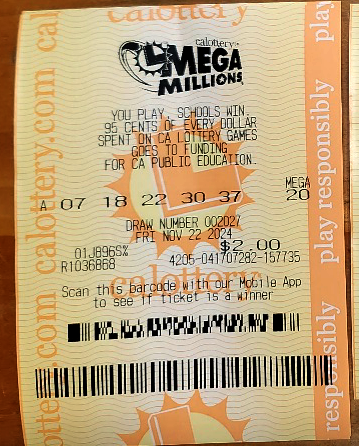 calottery
cal
play
calottery
MEGA
MILLIONS
YOU PLAY, SCHOOLS WIN.
95 CENTS OF EVERY DOLLAR
SPENT ON CA LOTTERY GAMES
GOES TO FUNDING
FOR CA PUBLIC EDUCATION.
MEGA
A 07 18 22 30 37 20
DRAW NUMBER 002027
FRI NOV 22 2024
$2.00
01JB96S%
R1036868 4205-041707282-157735
calottery
Scan this barcode with our Mobile App
to see if ticket is a winner
calottery.com
.com
play responsibly
responsibly